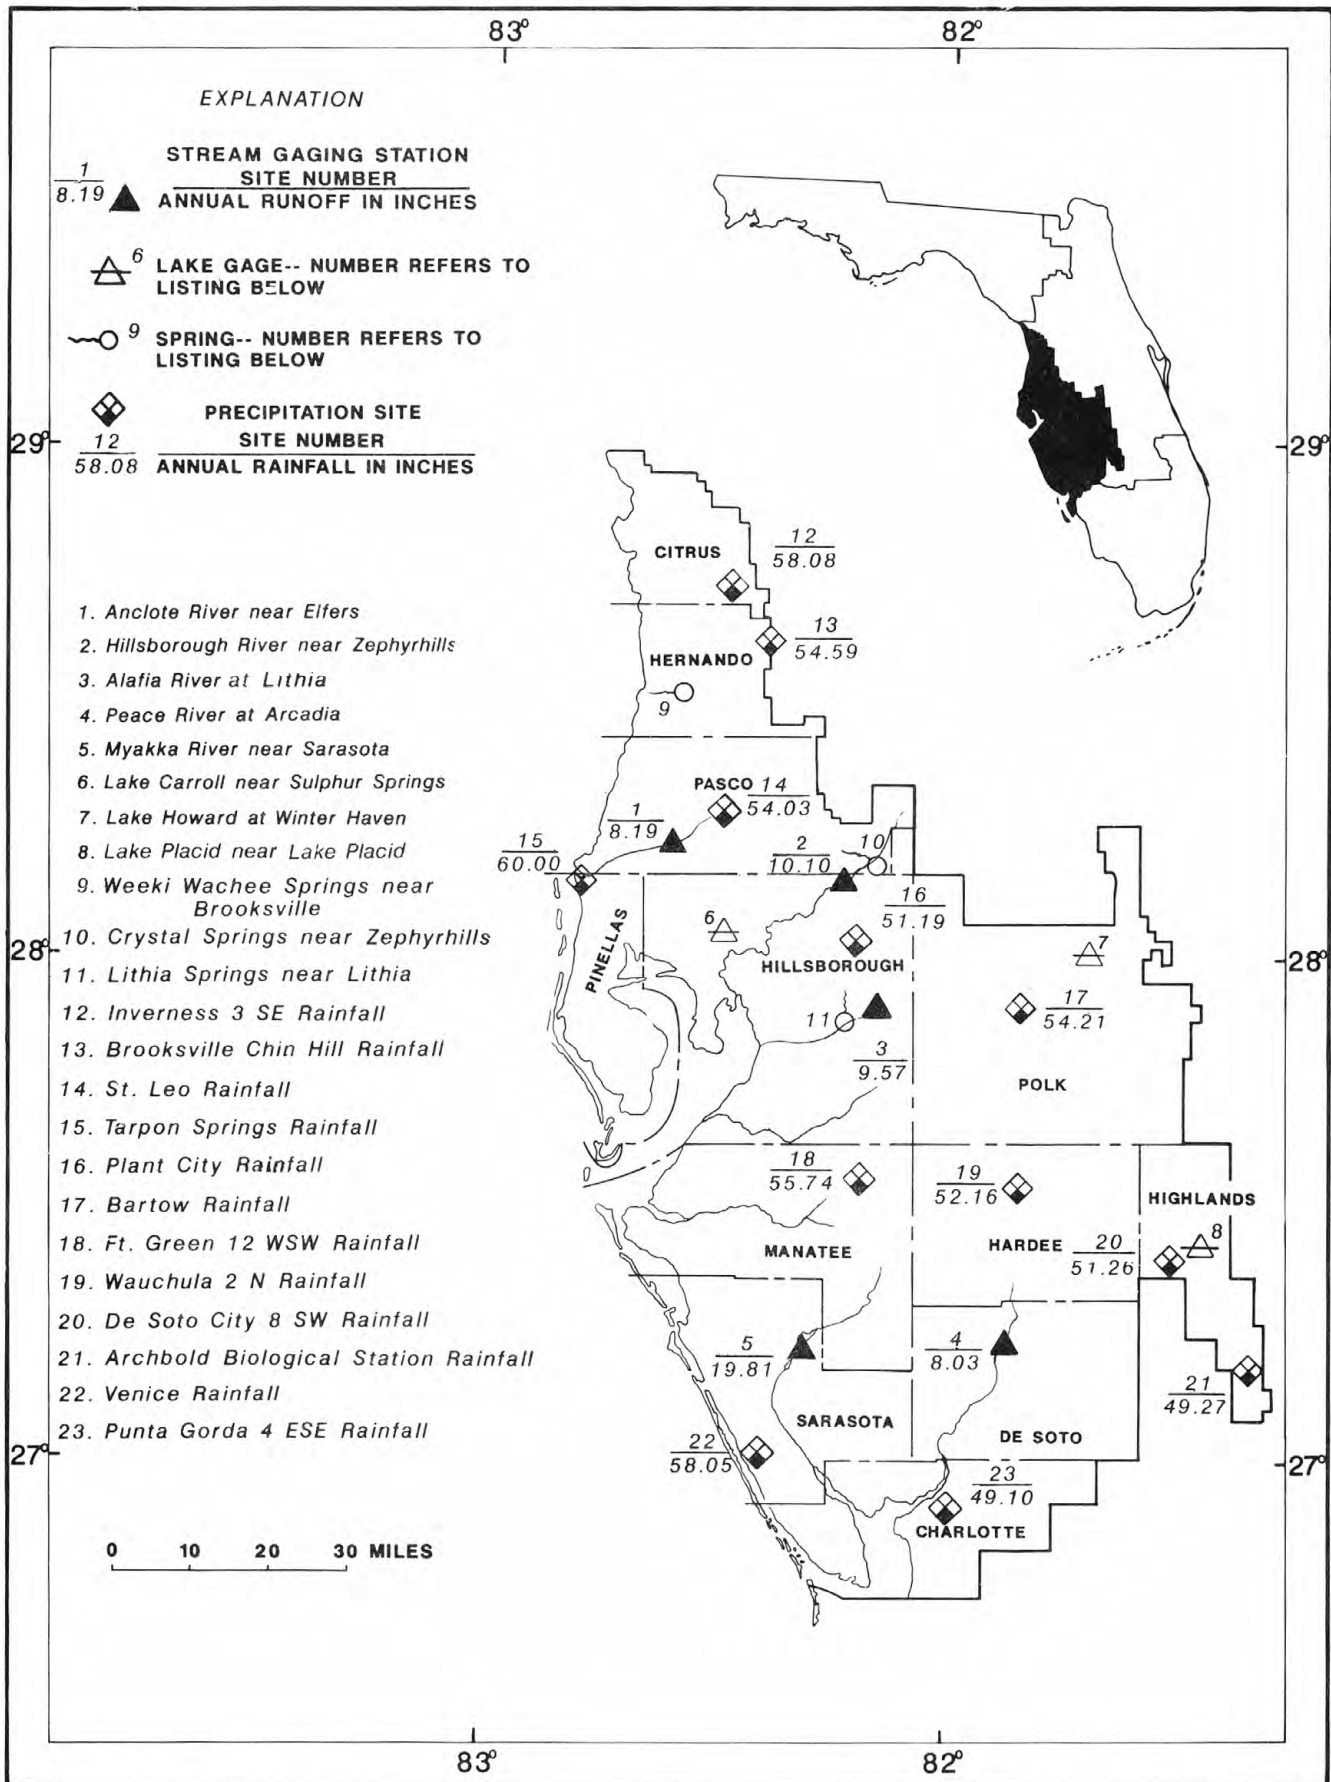 83°
82°
EXPLANATION
1
8.19
STREAM GAGING STATION
SITE NUMBER
ANNUAL RUNOFF IN INCHES
6
LAKE GAGE-- NUMBER REFERS TO
LISTING BELOW
9
SPRING-- NUMBER REFERS TO
LISTING BELOW
PRECIPITATION SITE
12
58.08
SITE NUMBER
ANNUAL RAINFALL IN INCHES
29°
29°
1. Anclote River near Elfers
2. Hillsborough River near Zephyrhills
3. Alafia River at Lithia
4. Peace River at Arcadia
5. Myakka River near Sarasota
6. Lake Carroll near Sulphur Springs
7. Lake Howard at Winter Haven
8. Lake Placid near Lake Placid
9. Weeki Wachee Springs near
Brooksville
10. Crystal Springs near Zephyrhills
11. Lithia Springs near Lithia
12. Inverness 3 SE Rainfall
13. Brooksville Chin Hill Rainfall
14. St. Leo Rainfall
15. Tarpon Springs Rainfall
16. Plant City Rainfall
17. Bartow Rainfall
18. Ft. Green 12 WSW Rainfall
19. Wauchula 2 N Rainfall
20. De Soto City 8 SW Rainfall
21. Archbold Biological Station Rainfall
22. Venice Rainfall
23. Punta Gorda 4 ESE Rainfall
0 10 20 30 MILES
CITRUS
12
58.08
13
54.59
HERNANDO
9
PASCO
14
54.03
1
8.19
15
60.00
2
10.10
10
16
51.19
6
PINELLAS
HILLSBOROUGH
7
28°
28°
11
17
54.21
3
9.57
POLK
18
55.74
19
52.16
HIGHLANDS
MANATEE
HARDEE
20
51.26
8
5
19.81
4
8.03
21
49.27
SARASOTA
DE SOTO
22
58.05
27°
27°
23
49.10
CHARLOTTE
83°
82°